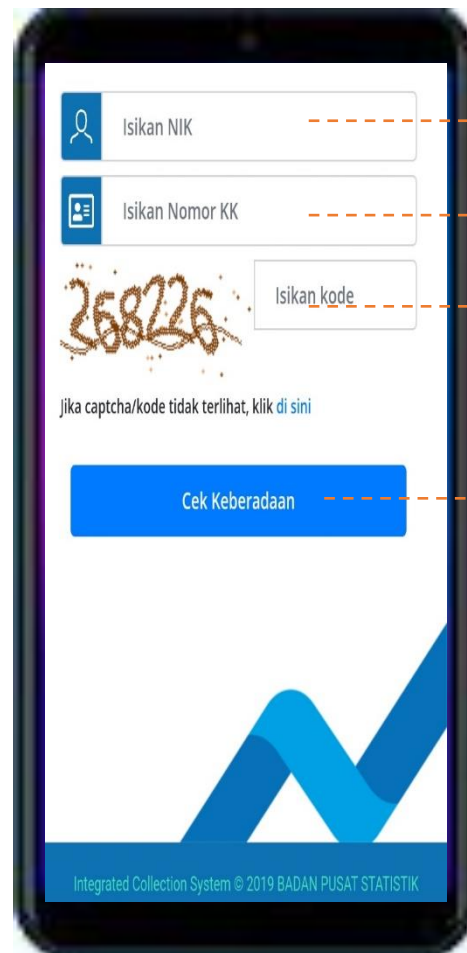 Isikan NIK
Isikan Nomor KK
268226
Isikan kode
Jika captcha/kode tidak terlihat, klik di sini
Cek Keberadaan
Integrated Collection System © 2019 BADAN PUSAT STATISTIK